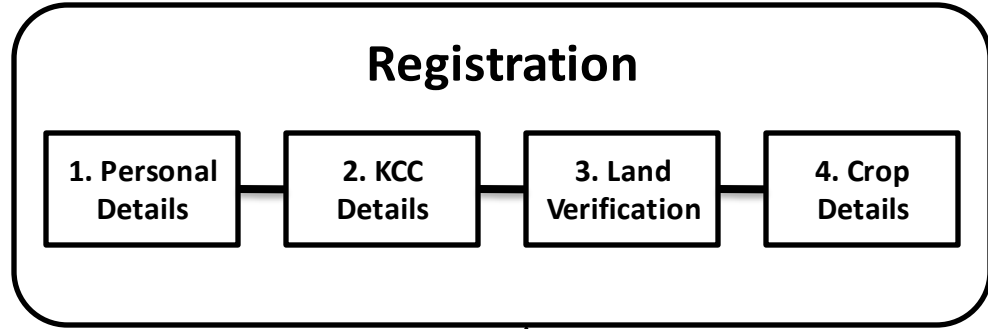 Registration
1. Personal
Details
2. KCC
Details
3. Land
Verification
4. Crop
Details